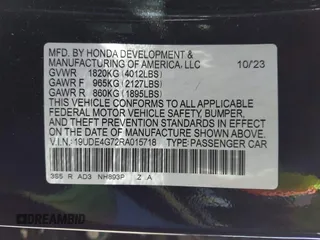 MFD. BY HONDA DEVELOPMENT &
MANUFACTURING OF AMERICA, LLC 10/23
GVWR 1820KG (4012LBS)
GAWR F 965KG (2127LBS)
GAWR R 860KG (1895LBS)
THIS VEHICLE CONFORMS TO ALL APPLICABLE
FEDERAL MOTOR VEHICLE SAFETY, BUMPER,
AND THEFT PREVENTION STANDARDS IN EFFECT
ON THE DATE OF MANUFACTURE SHOWN ABOVE.
V.I.N.: 19UDE4G72RA015718 TYPE: PASSENGER CAR
3S5 R AD3 NH893P Z A
DREAMBID